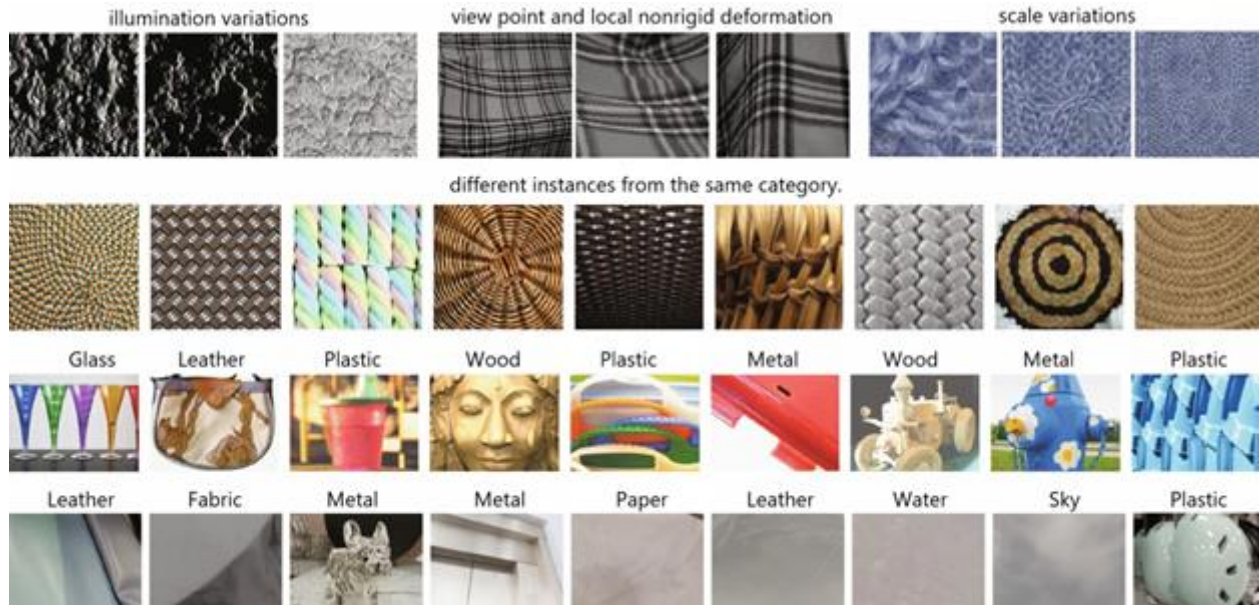 illumination variations
view point and local nonrigid deformation
scale variations
different instances from the same category.
Glass Leather Plastic Wood Plastic Metal Wood Metal Plastic
Leather Fabric Metal Metal Paper Leather Water Sky Plastic